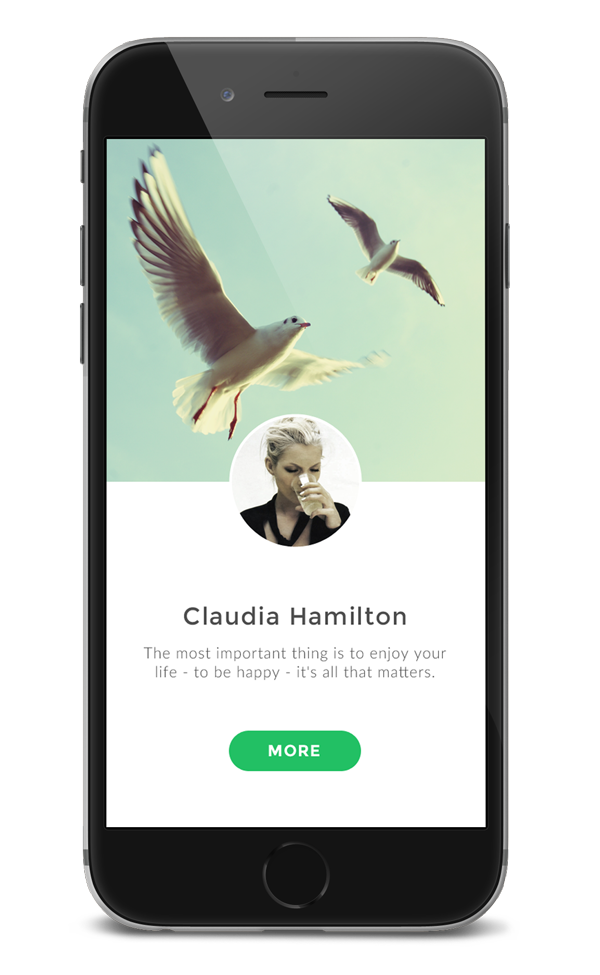 Claudia Hamilton
The most important thing is to enjoy your
life - to be happy - it's all that matters.
MORE